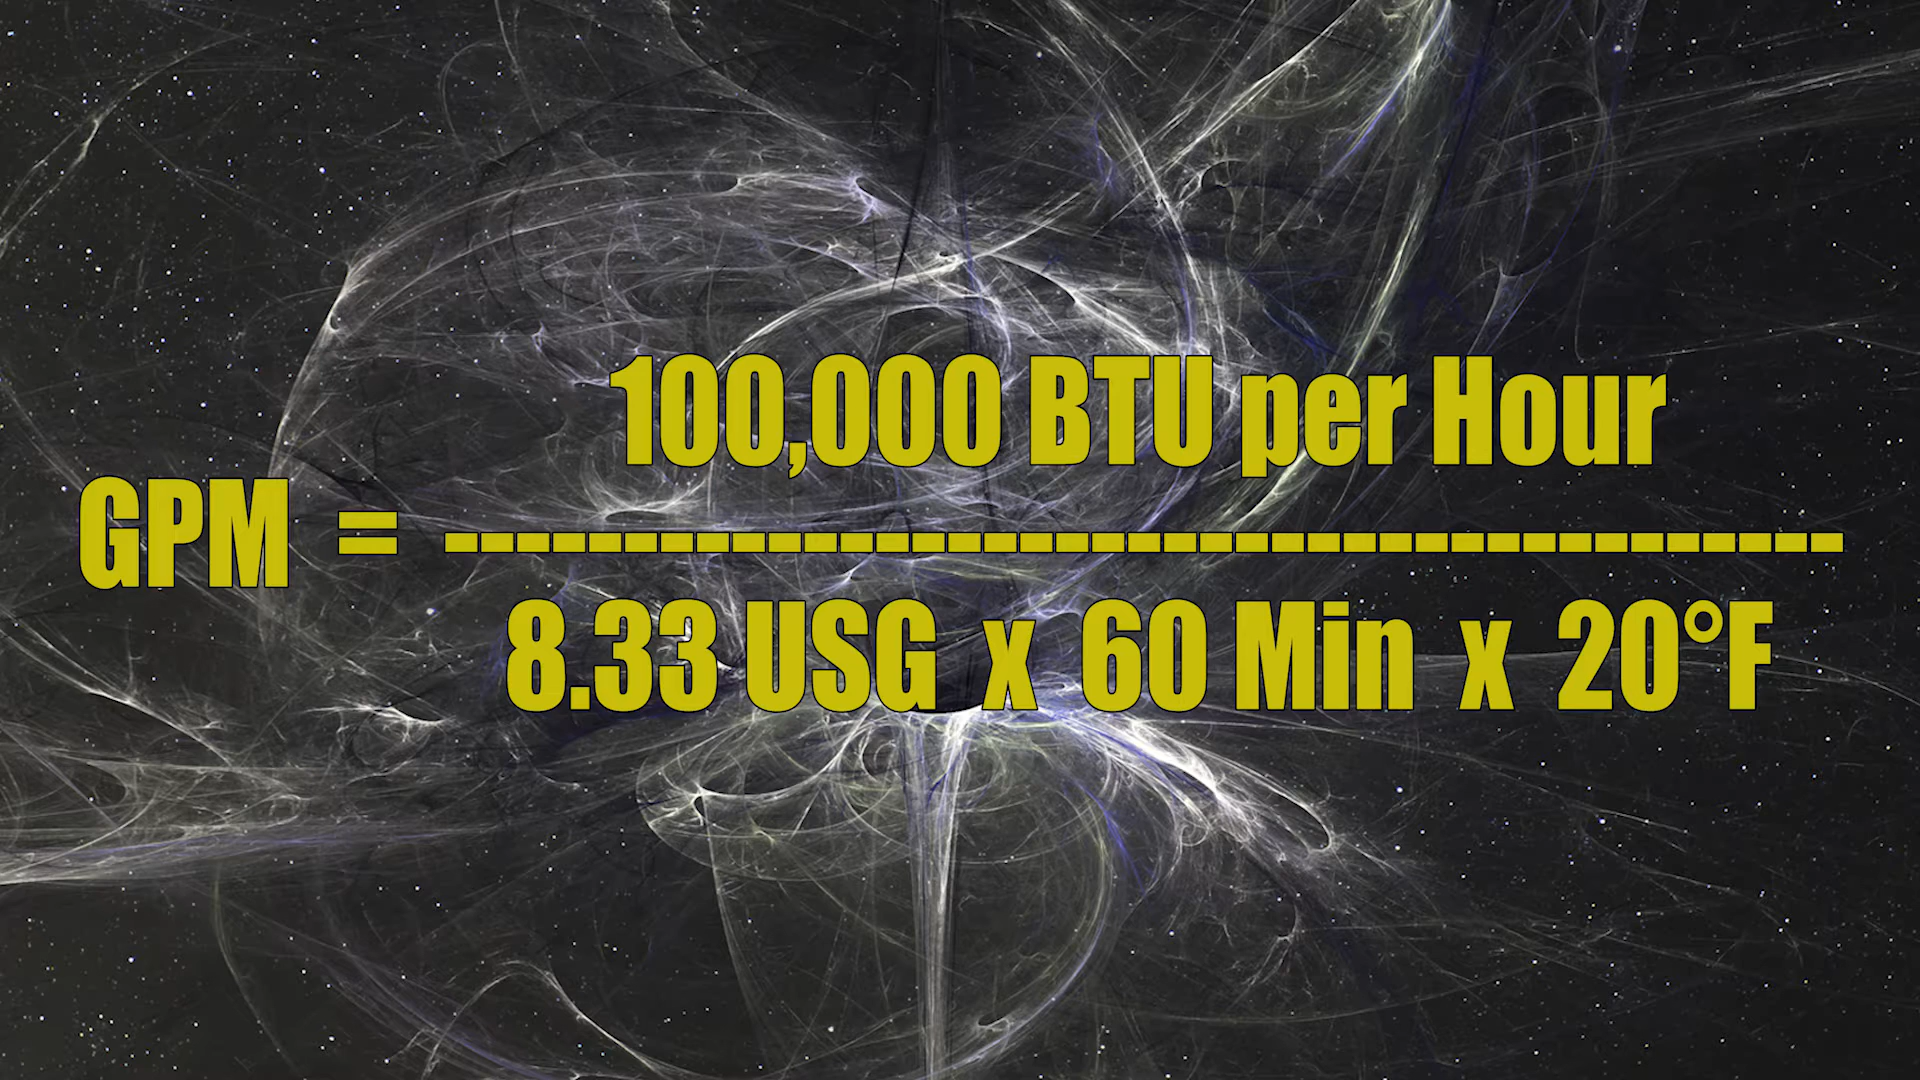 100,000 BTU per Hour
GPM = ---------------------------------------
8.33 USG x 60 Min x 20°F